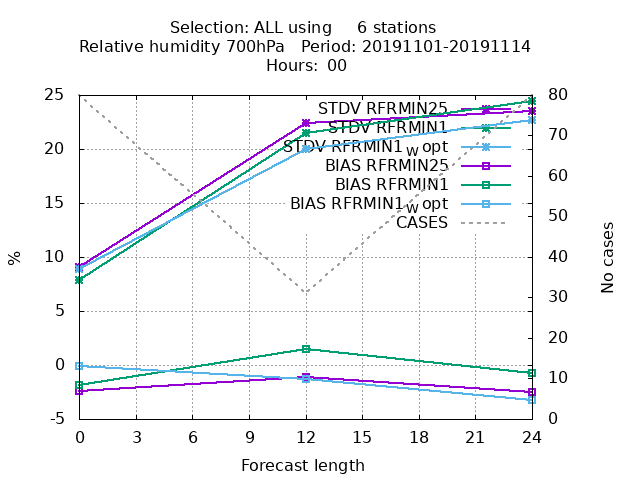 Selection: ALL using 6 stations
Relative humidity 700hPa Period: 20191101-20191114
Hours: 00
25
20
15
10
5
0
-5
%
STDV RFRMIN25
STDV RFRMIN1
STDV RFRMIN1w opt
BIAS RFRMIN25
BIAS RFRMIN1
BIAS RFRMIN1w opt
CASES
80
70
60
50
40
30
20
10
0
No cases
0 3 6 9 12 15 18 21 24
Forecast length